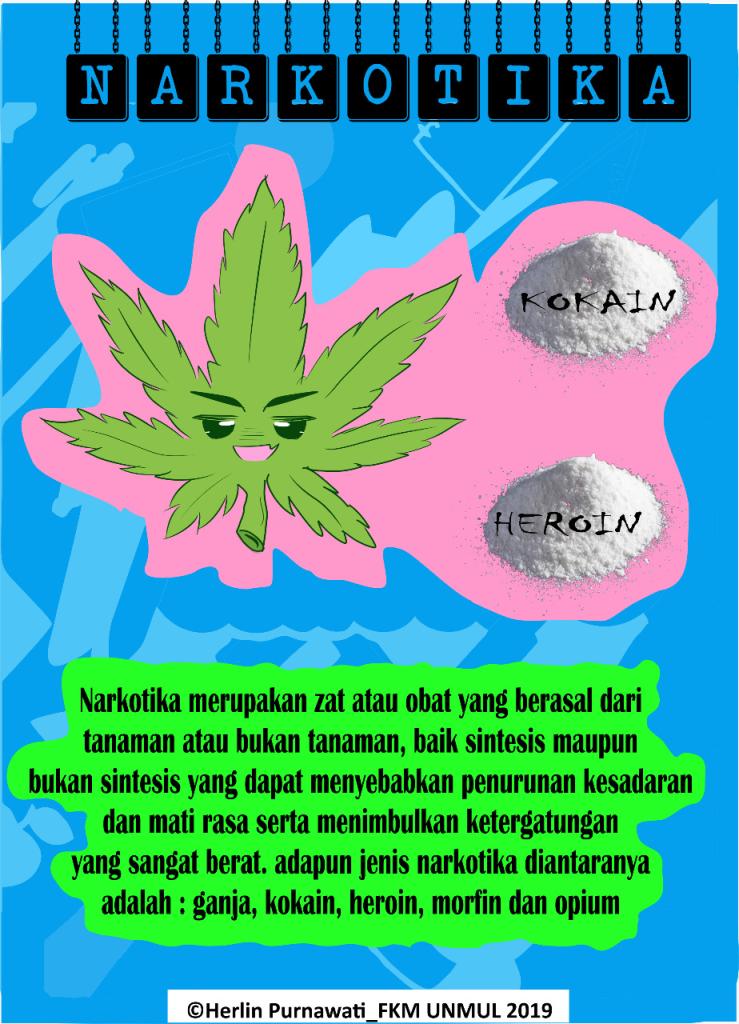 NARKOTIKA
KOKAIN
HEROIN
Narkotika merupakan zat atau obat yang berasal dari
tanaman atau bukan tanaman, baik sintesis maupun
bukan sintesis yang dapat menyebabkan penurunan kesadaran
dan mati rasa serta menimbulkan ketergatungan
yang sangat berat. adapun jenis narkotika diantaranya
adalah : ganja, kokain, heroin, morfin dan opium
©Herlin Purnawati_FKM UNMUL 2019